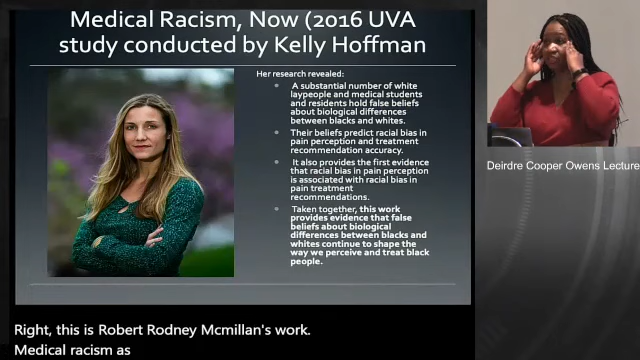 Medical Racism, Now (2016 UVA
study conducted by Kelly Hoffman
Her research revealed:
A substantial number of white
laypeople and medical students
and residents hold false beliefs
about biological differences
between blacks and whites.
Their beliefs predict racial bias in
pain perception and treatment
recommendation accuracy.
It also provides the first evidence
that racial bias in pain perception
is associated with racial bias in
pain treatment
recommendations.
Taken together, this work
provides evidence that false
beliefs about biological
differences between blacks and
whites continue to shape the
way we perceive and treat black
people.
Deirdre Cooper Owens Lecture
Right, this is Robert Rodney Mcmillan's work.
Medical racism as